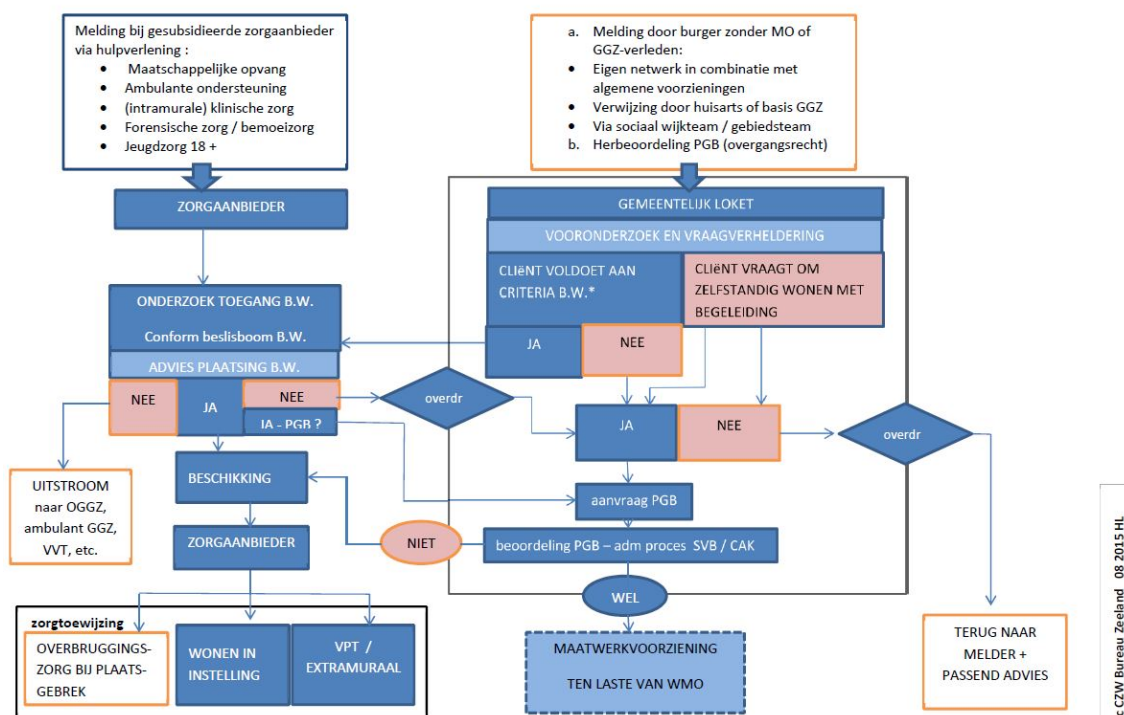 Melding bij gesubsidieerde zorgaanbieder
via hulpverlening :
• Maatschappelijke opvang
• Ambulante ondersteuning
• (intramurale) klinische zorg
• Forensische zorg / bemoeizorg
• Jeugdzorg 18 +
a. Melding door burger zonder MO of
GGZ-verleden:
• Eigen netwerk in combinatie met
algemene voorzieningen
• Verwijzing door huisarts of basis GGZ
• Via sociaal wijkteam / gebiedsteam
b. Herbeoordeling PGB (overgangsrecht)
ZORGAANBIEDER
GEMEENTELIJK LOKET
VOORONDERZOEK EN VRAAGVERHELDERING
CLIËNT VOLDOET AAN
CRITERIA B.W.*
CLIËNT VRAAGT OM
ZELFSTANDIG WONEN MET
BEGELEIDING
JA
NEE
ONDERZOEK TOEGANG B.W.
Conform beslisboom B.W.
ADVIES PLAATSING B.W.
NEE
JA
NEE
JA - PGB ?
overdr
JA
NEE
overdr
UITSTROOM
naar OGGZ,
ambulant GGZ,
VVT, etc.
BESCHIKKING
aanvraag PGB
ZORGAANBIEDER
NIET
beoordeling PGB – adm proces SVB / CAK
WEL
zorgtoewijzing
OVERBRUGGINGS-
ZORG BIJ PLAATS-
GEBREK
WONEN IN
INSTELLING
VPT /
EXTRAMURAAL
MAATWERKVOORZIENING
TEN LASTE VAN WMO
TERUG NAAR
MELDER +
PASSEND ADVIES
c CZW Bureau Zeeland 08 2015 HL